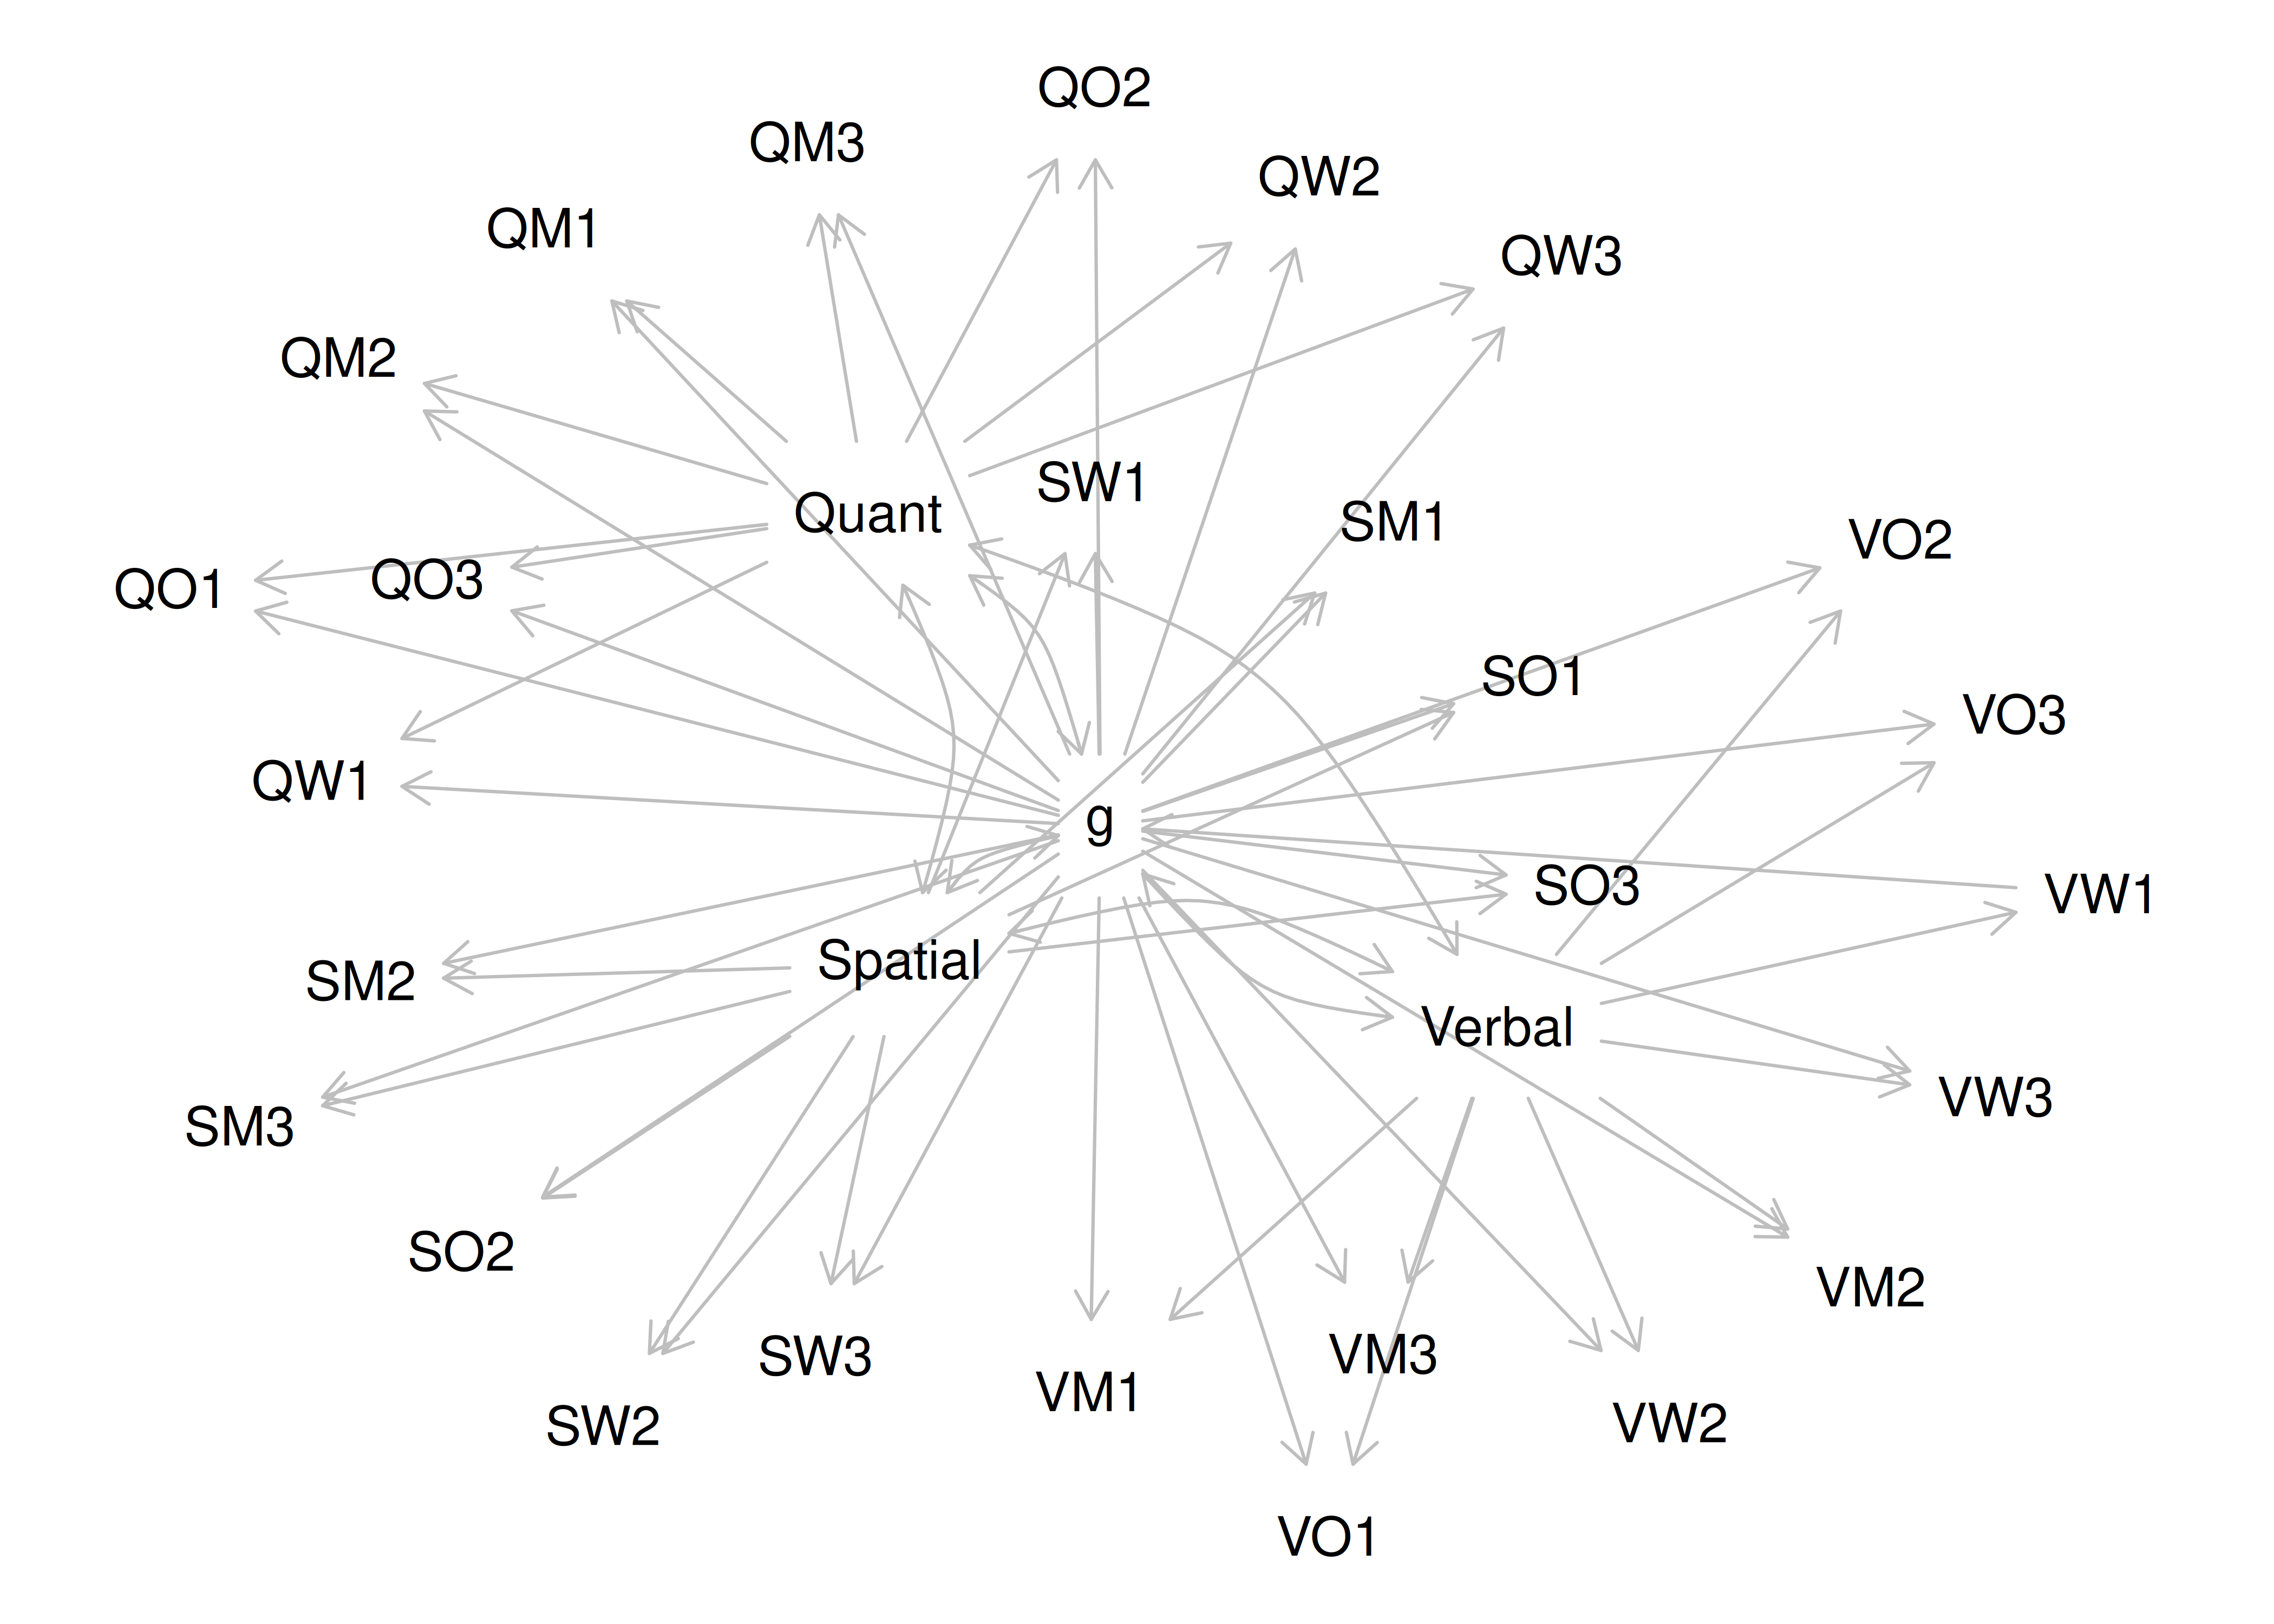 QO2
QM3
QW2
QM1
QW3
QM2
SW1
Quant
SM1
VO2
QO3
QO1
SO1
VO3
QW1
g
SO3
VW1
Spatial
SM2
Verbal
VW3
SM3
SO2
VM2
VM3
SW3
VM1
VW2
SW2
VO1